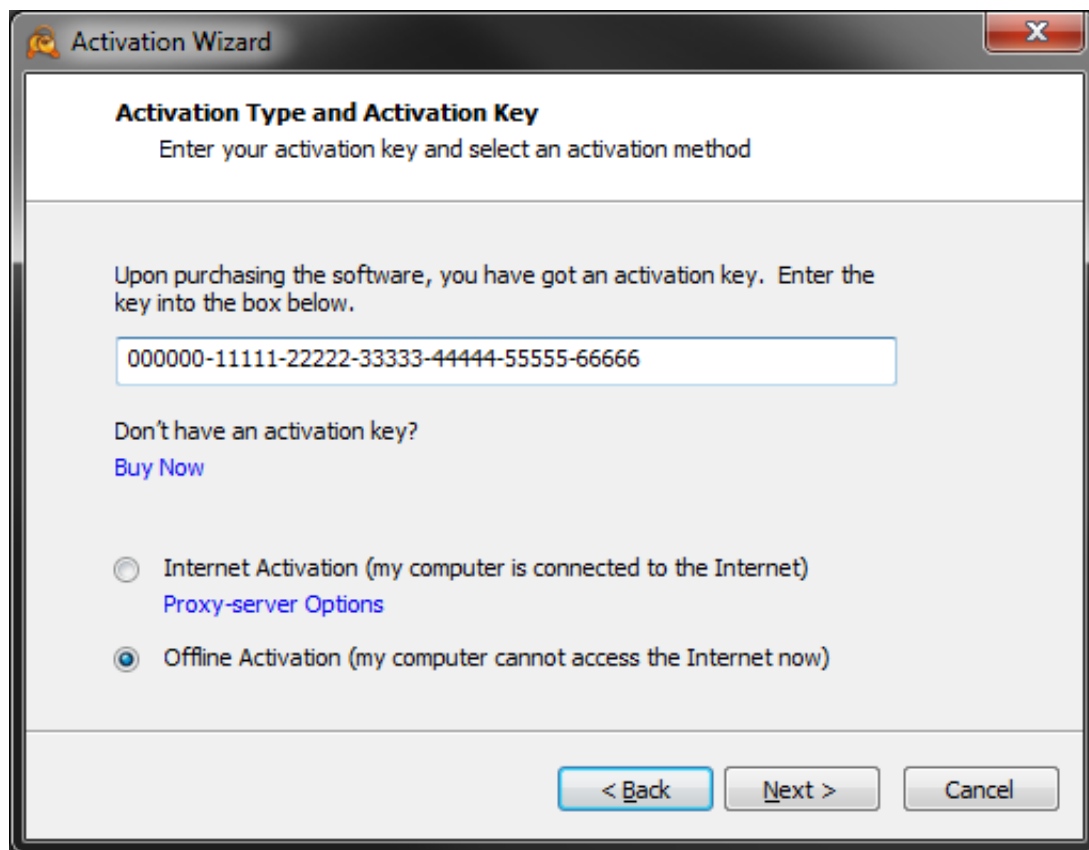 Activation Wizard
Activation Type and Activation Key
Enter your activation key and select an activation method
Upon purchasing the software, you have got an activation key.  Enter the
key into the box below.
000000-11111-22222-33333-44444-55555-66666
Don't have an activation key?
Buy Now
Internet Activation (my computer is connected to the Internet)
Proxy-server Options
Offline Activation (my computer cannot access the Internet now)
< Back Next > Cancel